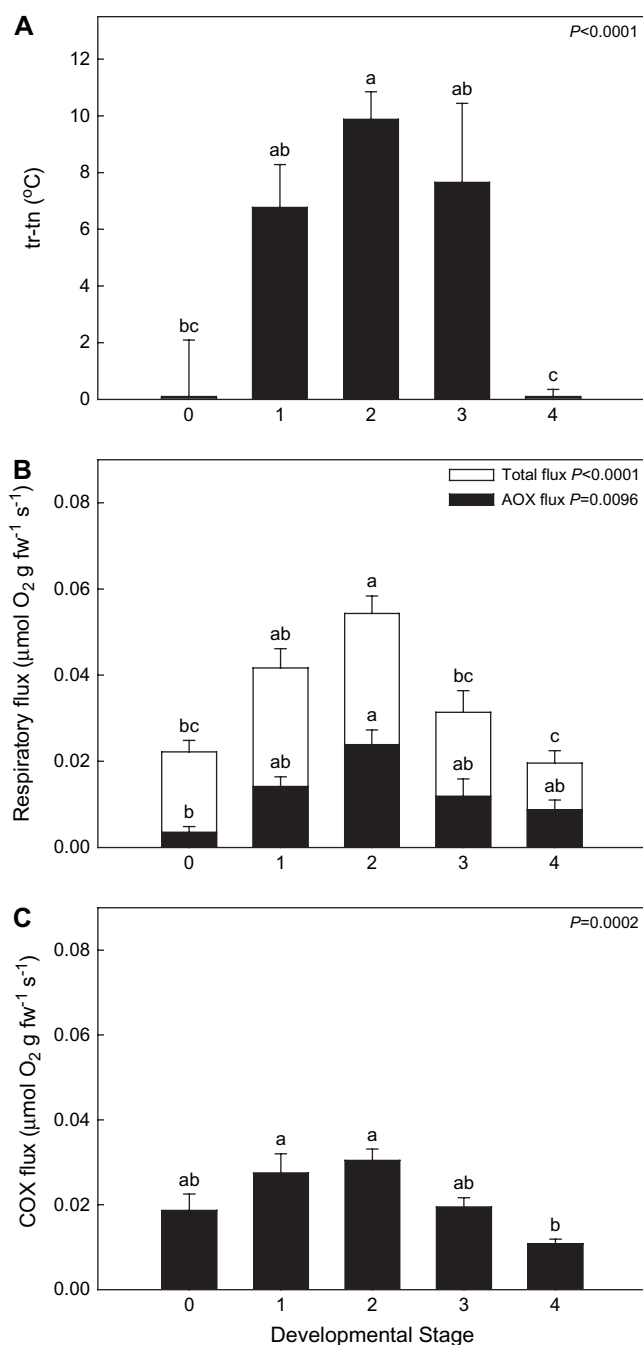 A
P<0.0001
tr-tn (°C)
12
10
8
6
4
2
0
bc
ab
a
ab
c
0 1 2 3 4
B
Total flux P<0.0001
AOX flux P=0.0096
Respiratory flux (μmol O₂ g fw⁻¹ s⁻¹)
0.08
0.06
0.04
0.02
0.00
bc
ab
a
bc
c
b
ab
a
ab
ab
0 1 2 3 4
C
P=0.0002
COX flux (μmol O₂ g fw⁻¹ s⁻¹)
0.08
0.06
0.04
0.02
0.00
ab
a
a
ab
b
0 1 2 3 4
Developmental Stage